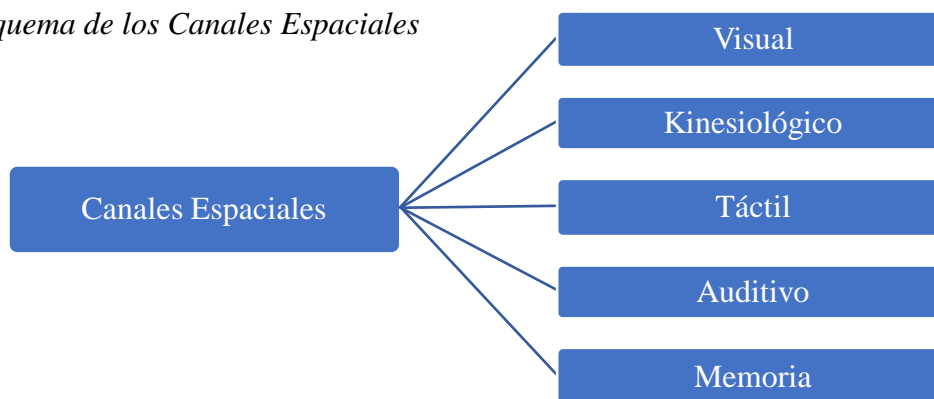 quema de los Canales Espaciales
Visual
Kinesiológico
Canales Espaciales
Táctil
Auditivo
Memoria